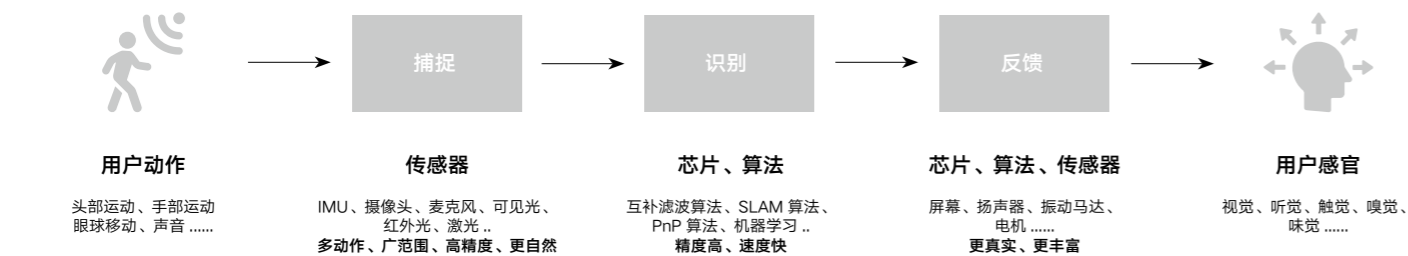 捕捉
识别
反馈
用户动作
头部运动、手部运动
眼球移动、声音 ......
传感器
IMU、摄像头、麦克风、可见光、
红外光、激光 ..
多动作、广范围、高精度、更自然
芯片、算法
互补滤波算法、SLAM 算法、
PnP 算法、机器学习 ..
精度高、速度快
芯片、算法、传感器
屏幕、扬声器、振动马达、
电机 ......
更真实、更丰富
用户感官
视觉、听觉、触觉、嗅觉、
味觉 ......